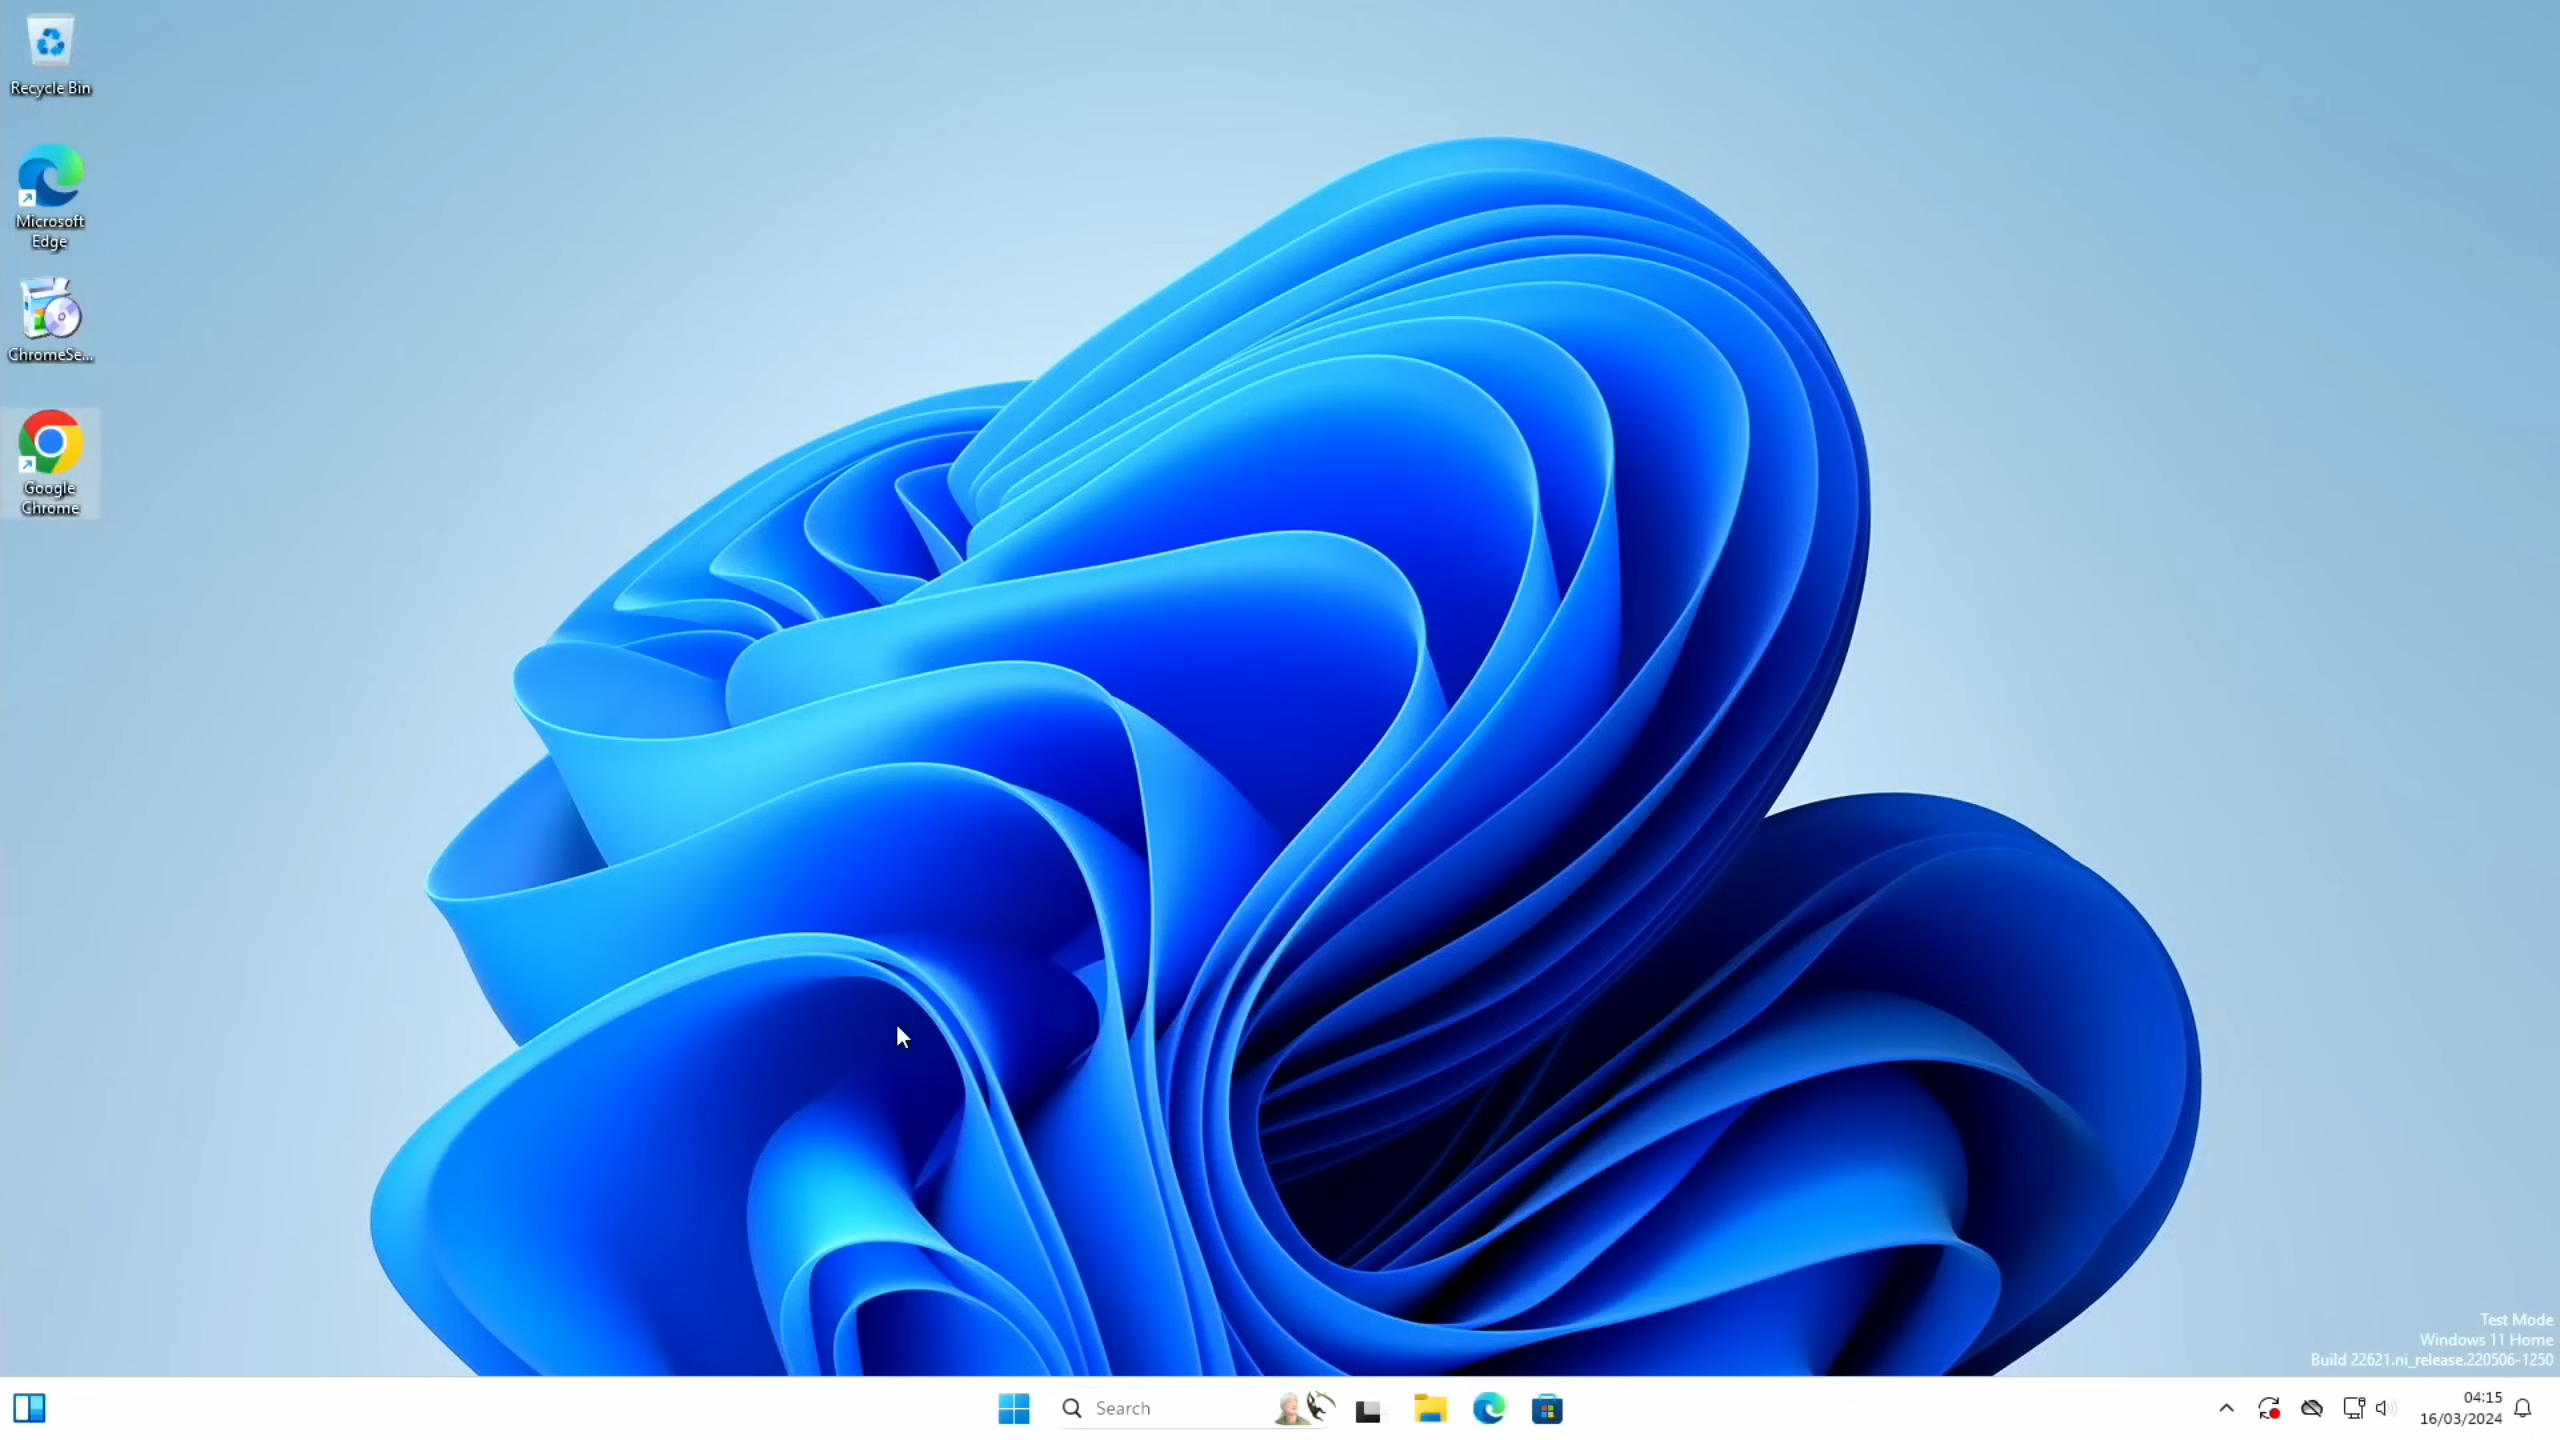 Recycle Bin
Microsoft
Edge
ChromeSe...
Google
Chrome
Test Mode
Windows 11 Home
Build 22621.ni_release.220506-1250
Search
04:15
16/03/2024